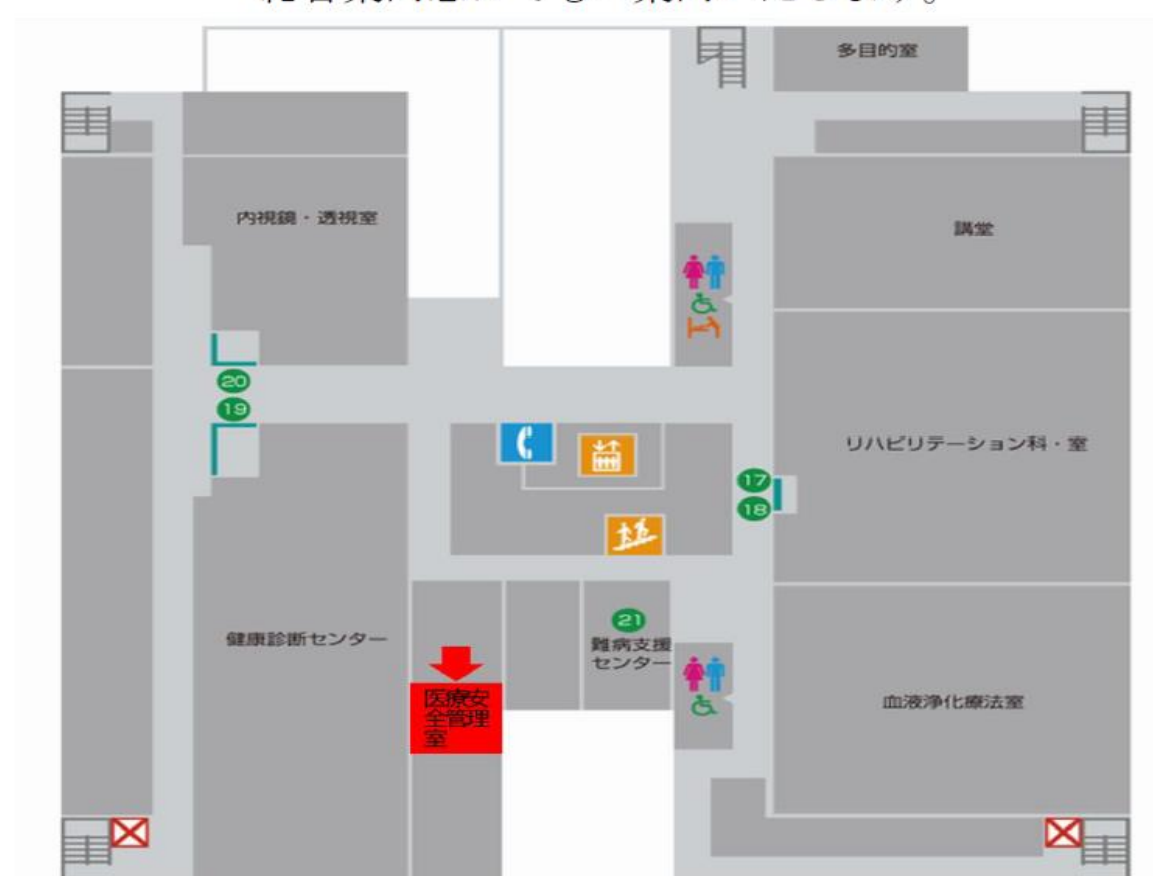 多目的室
内視鏡・透視室
講堂
20
19
リハビリテーション科・室
17
18
21
難病支援
センター
健康診断センター
医療安
全管理
室
血液浄化療法室